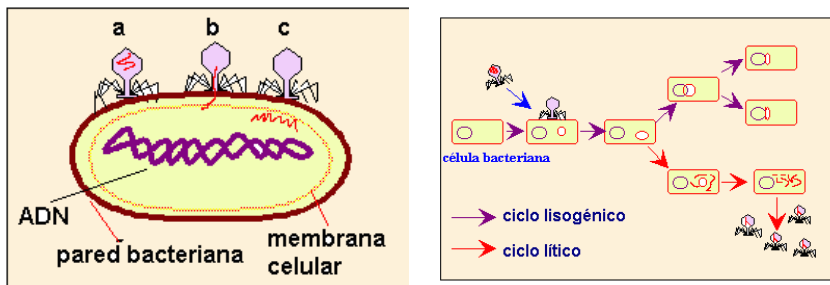 a b c
ADN
pared bacteriana
membrana
celular
célula bacteriana
ciclo lisogénico
ciclo lítico